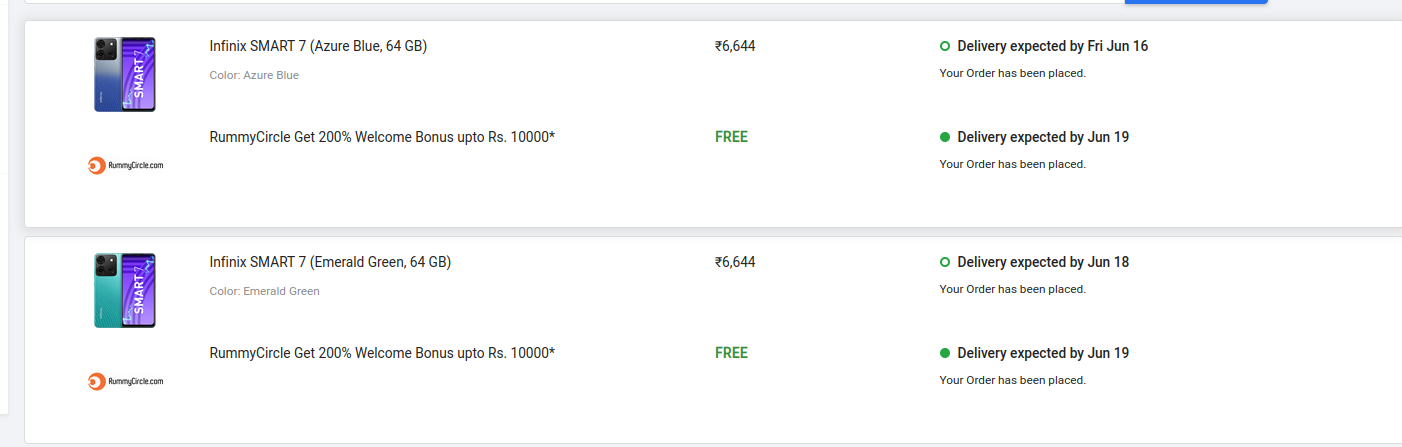 Infinix SMART 7 (Azure Blue, 64 GB)
₹6,644
Delivery expected by Fri Jun 16
Color: Azure Blue
Your Order has been placed.
SMART 7
RummyCircle Get 200% Welcome Bonus upto Rs. 10000*
FREE
Delivery expected by Jun 19
RummyCircle.com
Your Order has been placed.
Infinix SMART 7 (Emerald Green, 64 GB)
₹6,644
Delivery expected by Jun 18
Color: Emerald Green
Your Order has been placed.
SMART 7
RummyCircle Get 200% Welcome Bonus upto Rs. 10000*
FREE
Delivery expected by Jun 19
RummyCircle.com
Your Order has been placed.